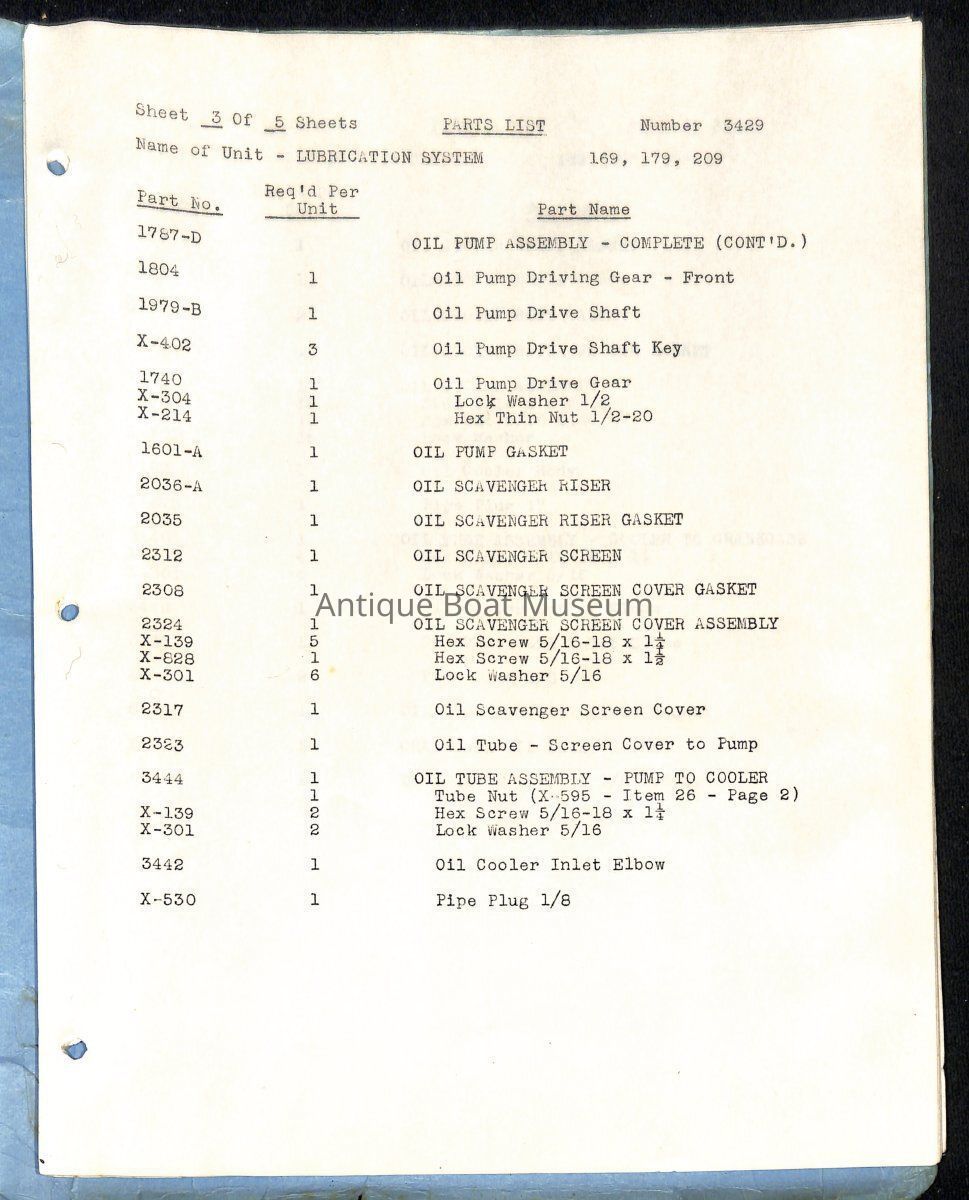 Sheet 3 Of 5 Sheets PARTS LIST Number 3429
Name of Unit - LUBRICATION SYSTEM 169, 179, 209
Part No. Req'd Per Unit Part Name
1787-D OIL PUMP ASSEMBLY - COMPLETE (CONT'D.)
1804 1 Oil Pump Driving Gear - Front
1979-B 1 Oil Pump Drive Shaft
X-402 3 Oil Pump Drive Shaft Key
1740 1 Oil Pump Drive Gear
X-304 1 Lock Washer 1/2
X-214 1 Hex Thin Nut 1/2-20
1601-A 1 OIL PUMP GASKET
2036-A 1 OIL SCAVENGER RISER
2035 1 OIL SCAVENGER RISER GASKET
2312 1 OIL SCAVENGER SCREEN
2308 1 OIL SCAVENGER SCREEN COVER GASKET
Antique Boat Museum
2324 1 OIL SCAVENGER SCREEN COVER ASSEMBLY
X-139 5 Hex Screw 5/16-18 x 1¼
X-828 1 Hex Screw 5/16-18 x 1½
X-301 6 Lock Washer 5/16
2317 1 Oil Scavenger Screen Cover
2323 1 Oil Tube - Screen Cover to Pump
3444 1 OIL TUBE ASSEMBLY - PUMP TO COOLER
1 Tube Nut (X-595 - Item 26 - Page 2)
X-139 2 Hex Screw 5/16-18 x 1¼
X-301 2 Lock Washer 5/16
3442 1 Oil Cooler Inlet Elbow
X-530 1 Pipe Plug 1/8